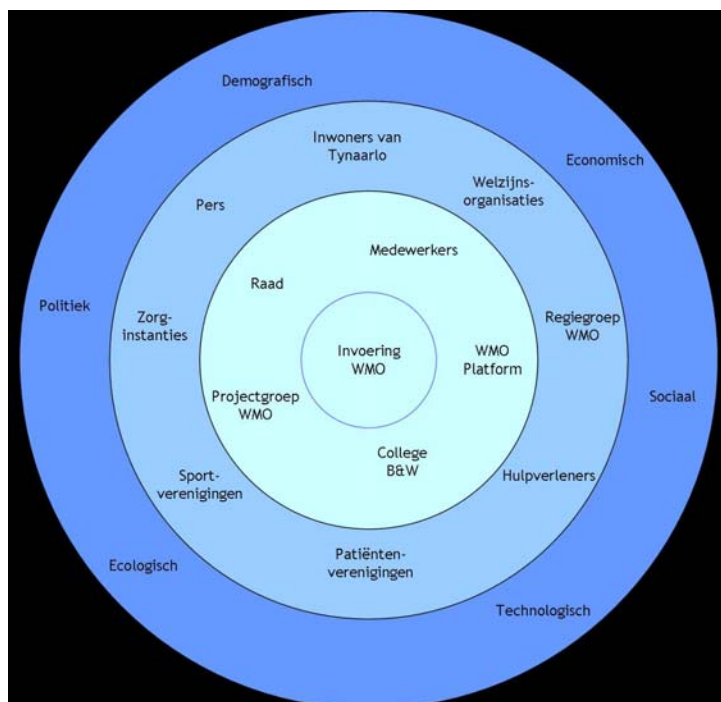 Demografisch
Inwoners van
Tynaarlo
Economisch
Welzijns-
organisaties
Pers
Medewerkers
Raad
Politiek
Zorg-
instanties
Regiegroep
WMO
Invoering
WMO
WMO
Platform
Sociaal
Projectgroep
WMO
College
B&W
Sport-
verenigingen
Hulpverleners
Patiënten-
verenigingen
Ecologisch
Technologisch